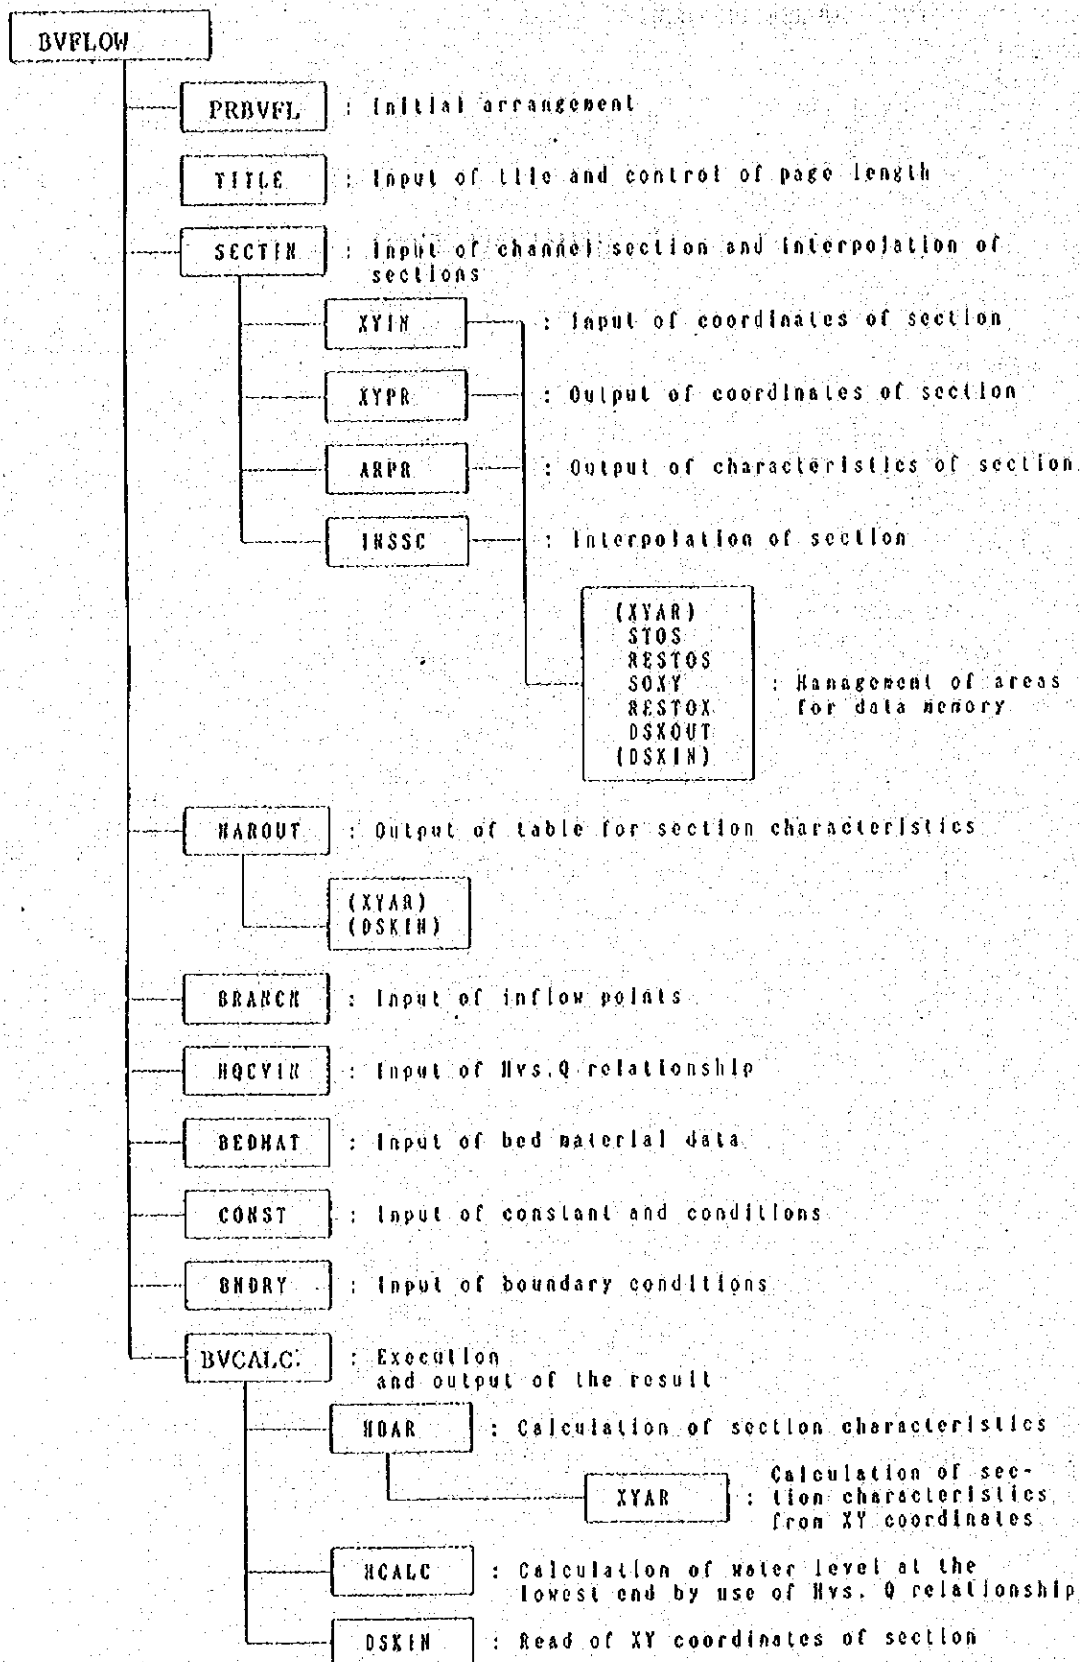 BVFLOW
PRBVFL : Initial arrangement
TITLE : Input of title and control of page length
SECTIN : Input of channel section and interpolation of
sections
XYIN : Input of coordinates of section
XYPR : Output of coordinates of section
ARPR : Output of characteristics of section
INSSC : Interpolation of section
(XYAR)
STOS
RESTOS
SOXY
RESTOX
DSKOUT
(DSKIN)
: Management of areas
for data memory
HAROUT : Output of table for section characteristics
(XYAR)
(DSKIN)
BRANCH : Input of inflow points
HQCVIN : Input of Hvs.Q relationship
BEDMAT : Input of bed material data
CONST : Input of constant and conditions
BNDRY : Input of boundary conditions
BVCALC : Execution
and output of the result
HOAR : Calculation of section characteristics
XYAR : Calculation of sec-
tion characteristics
from XY coordinates
HCALC : Calculation of water level at the
lowest end by use of Hvs. Q relationship
DSKIN : Read of XY coordinates of section